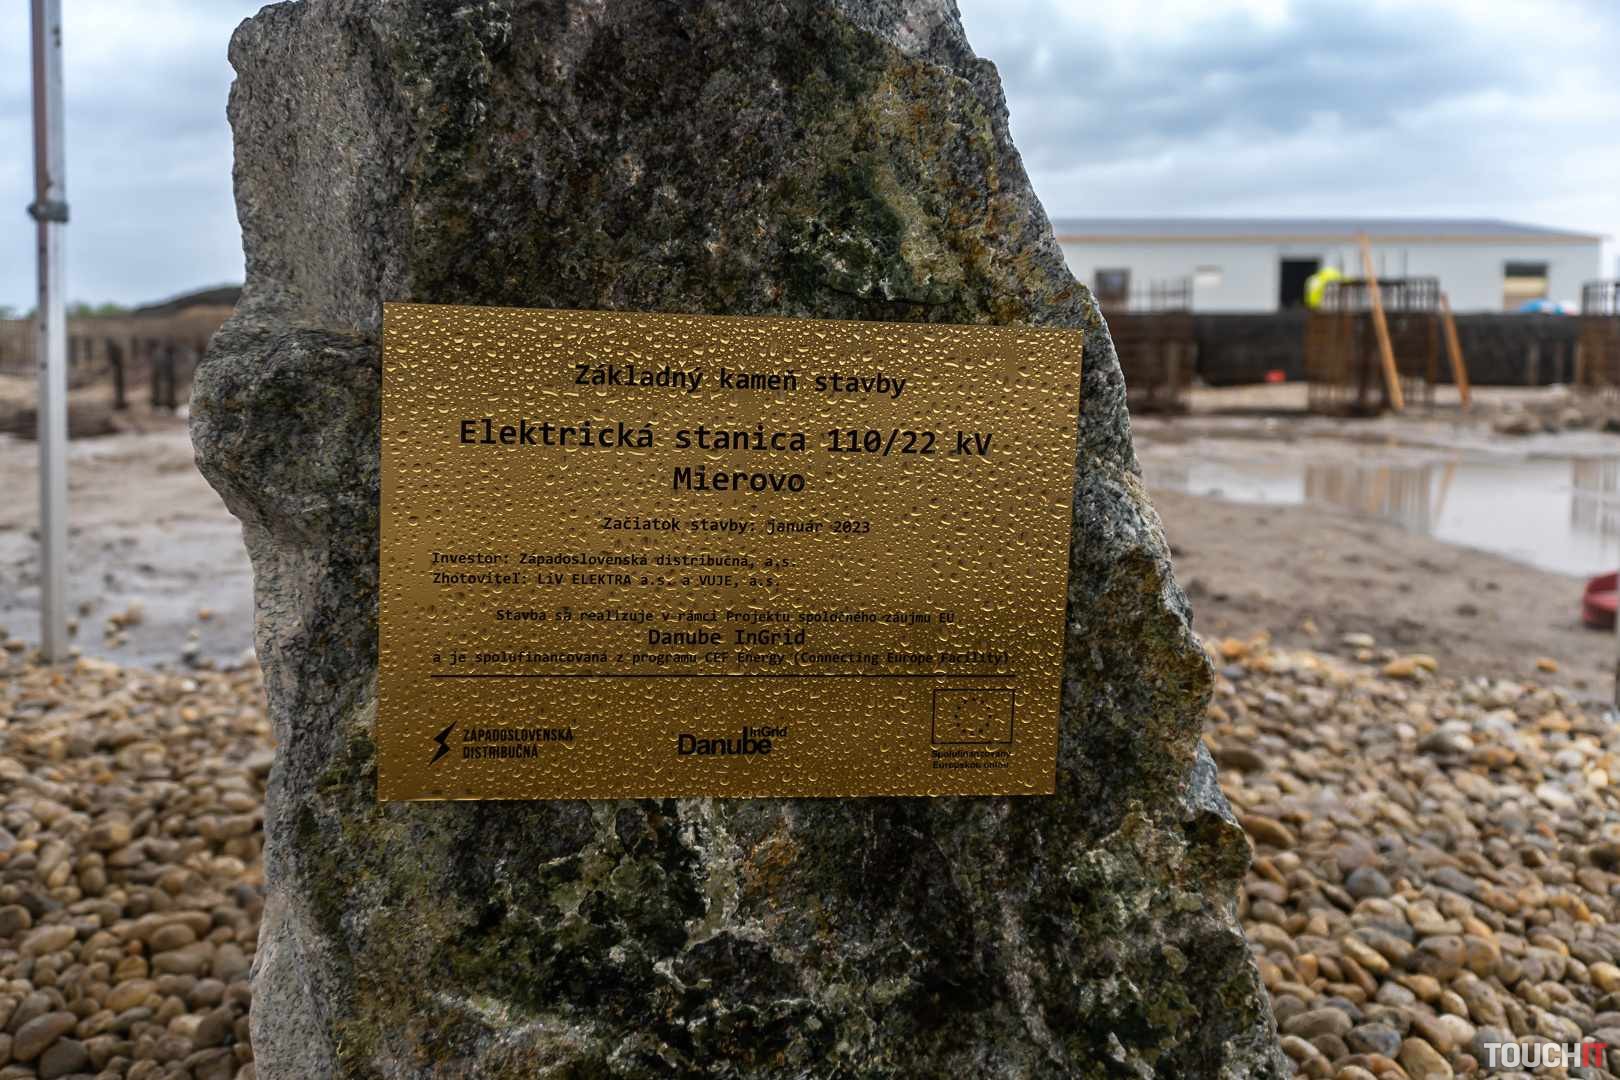 Základný kameň stavby
Elektrická stanica 110/22 kV
Mierovo
Začiatok stavby: január 2023
Investor: Západoslovenská distribučná, a.s.
Zhotoviteľ: LiV ELEKTRA a.s. a VUJE, a.s.
Stavba sa realizuje v rámci Projektu spoločného záujmu EÚ
Danube InGrid
a je spolufinancovaná z programu CEF Energy (Connecting Europe Facility)
ZÁPADOSLOVENSKÁ
DISTRIBUČNÁ
Danube InGrid
Spolufinancovaný
Európskou úniou
TOUCHIT